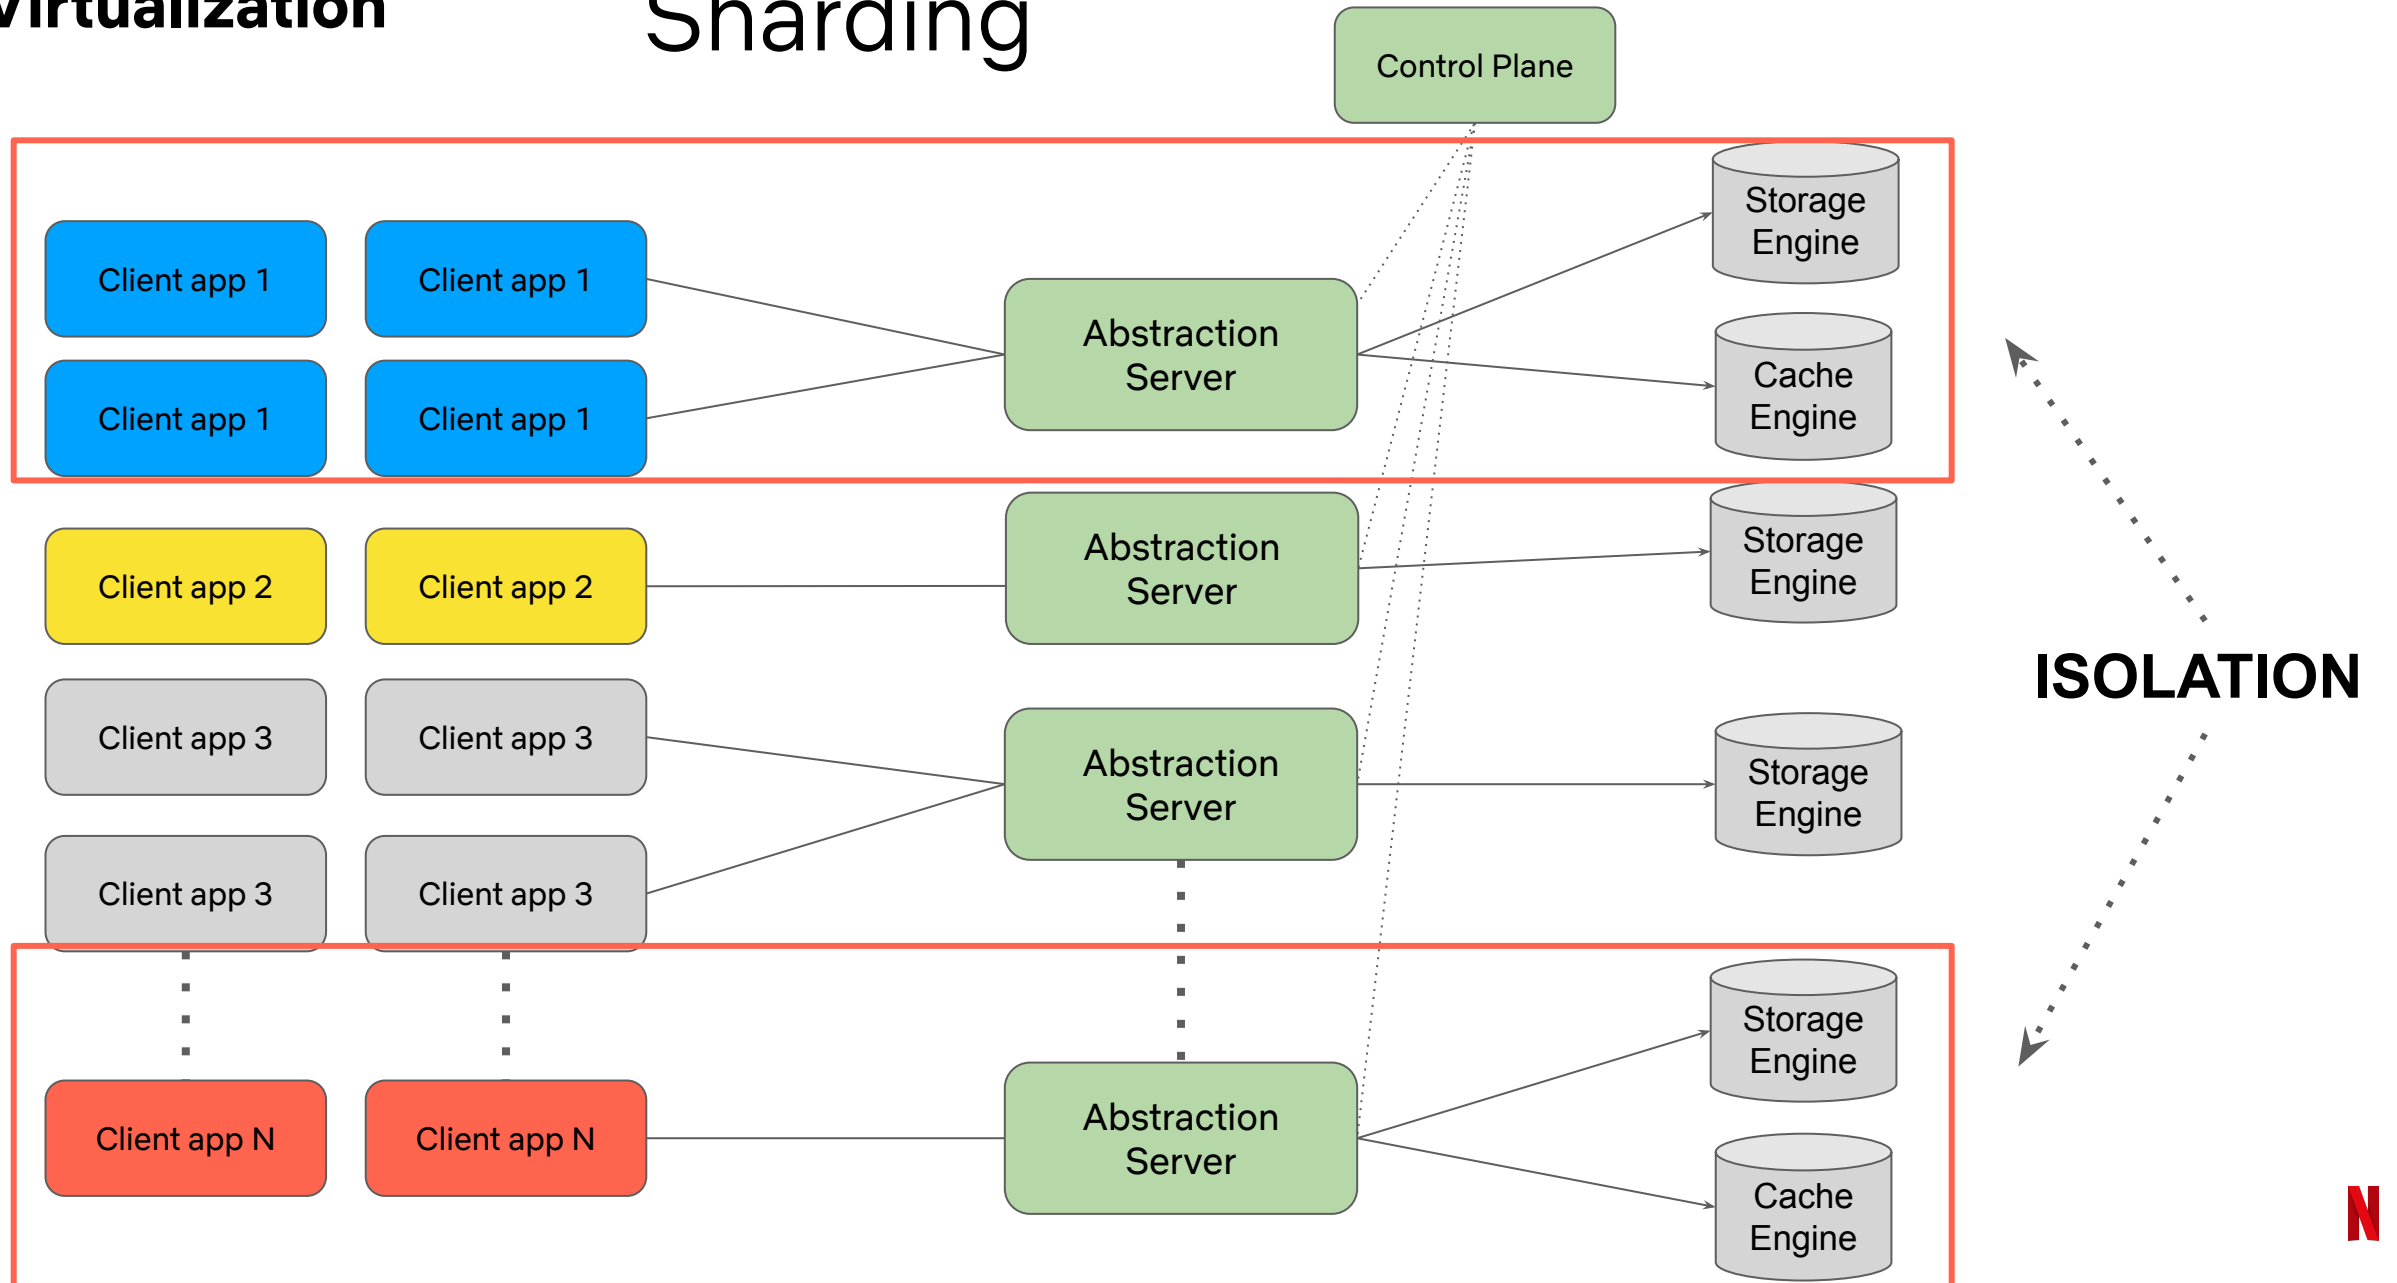 Virtualization
Sharding
Control Plane
Storage
Engine
Client app 1
Client app 1
Abstraction
Server
Cache
Engine
Client app 1
Client app 1
Client app 2
Client app 2
Abstraction
Server
Storage
Engine
ISOLATION
Client app 3
Client app 3
Abstraction
Server
Storage
Engine
Client app 3
Client app 3
Storage
Engine
Client app N
Client app N
Abstraction
Server
Cache
Engine
N